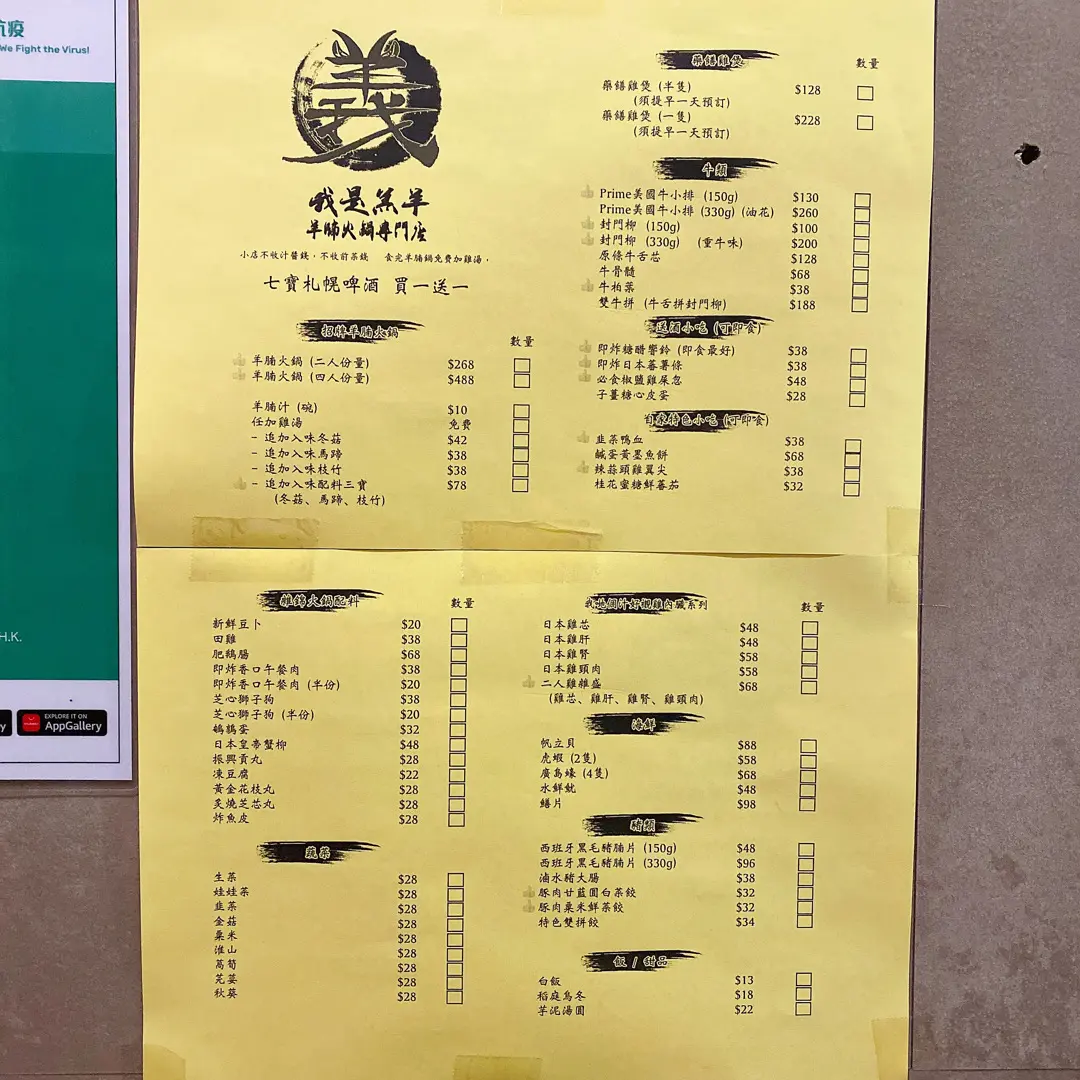 抗疫
We Fight the Virus!
H.K.
EXPLORE IT ON
AppGallery
義
我是羔羊
羊腩火鍋專門店
小店不收汁醬錢,不收前菜錢 食完羊腩鍋免費加雞湯,
七寶札幌啤酒 買一送一
招牌羊腩火鍋 數量
羊腩火鍋 (二人份量) $268
羊腩火鍋 (四人份量) $488
羊腩汁 (碗) $10
任加雞湯 免費
- 追加入味冬菇 $42
- 追加入味馬蹄 $38
- 追加入味枝竹 $38
- 追加入味配料三寶 $78
(冬菇、馬蹄、枝竹)
藥饍雞煲 數量
藥饍雞煲 (半隻) $128
(須提早一天預訂)
藥饍雞煲 (一隻) $228
(須提早一天預訂)
牛類
Prime美國牛小排 (150g) $130
Prime美國牛小排 (330g) (油花) $260
封門柳 (150g) $100
封門柳 (330g) (重牛味) $200
原條牛舌芯 $128
牛骨髓 $68
牛柏葉 $38
雙牛拼 (牛舌拼封門柳) $188
送酒小吃 (可即食)
即炸糖醋響鈴 (即食最好) $38
即炸日本蕃薯條 $38
必食椒鹽雞屎忽 $48
子薑糖心皮蛋 $28
自家特色小吃 (可即食)
韭菜鴨血 $38
鹹蛋黃墨魚餅 $68
辣蒜頭雞翼尖 $38
桂花蜜糖鮮蕃茄 $32
雜錦火鍋配料 數量
新鮮豆卜 $20
田雞 $38
肥鵝腸 $68
即炸香口午餐肉 $38
即炸香口午餐肉 (半份) $20
芝心獅子狗 $38
芝心獅子狗 (半份) $20
鵪鶉蛋 $32
日本皇帝蟹柳 $48
振興貢丸 $28
凍豆腐 $22
黃金花枝丸 $28
炙燒芝芯丸 $28
炸魚皮 $28
蔬菜
生菜 $28
娃娃菜 $28
韭菜 $28
金菇 $28
粟米 $28
淮山 $28
萵筍 $28
芫荽 $28
秋葵 $28
我地個汁好襯雞內臟系列 數量
日本雞芯 $48
日本雞肝 $48
日本雞腎 $58
日本雞頸肉 $58
二人雞雜盛 $68
(雞芯、雞肝、雞腎、雞頸肉)
海鮮
帆立貝 $88
虎蝦 (2隻) $58
廣島蠔 (4隻) $68
水鮮魷 $48
鱔片 $98
豬類
西班牙黑毛豬腩片 (150g) $48
西班牙黑毛豬腩片 (330g) $96
滷水豬大腸 $38
豚肉甘藍圓白菜餃 $32
豚肉粟米鮮菜餃 $32
特色雙拼餃 $34
飯 / 甜品
白飯 $13
稻庭烏冬 $18
芋泥湯圓 $22